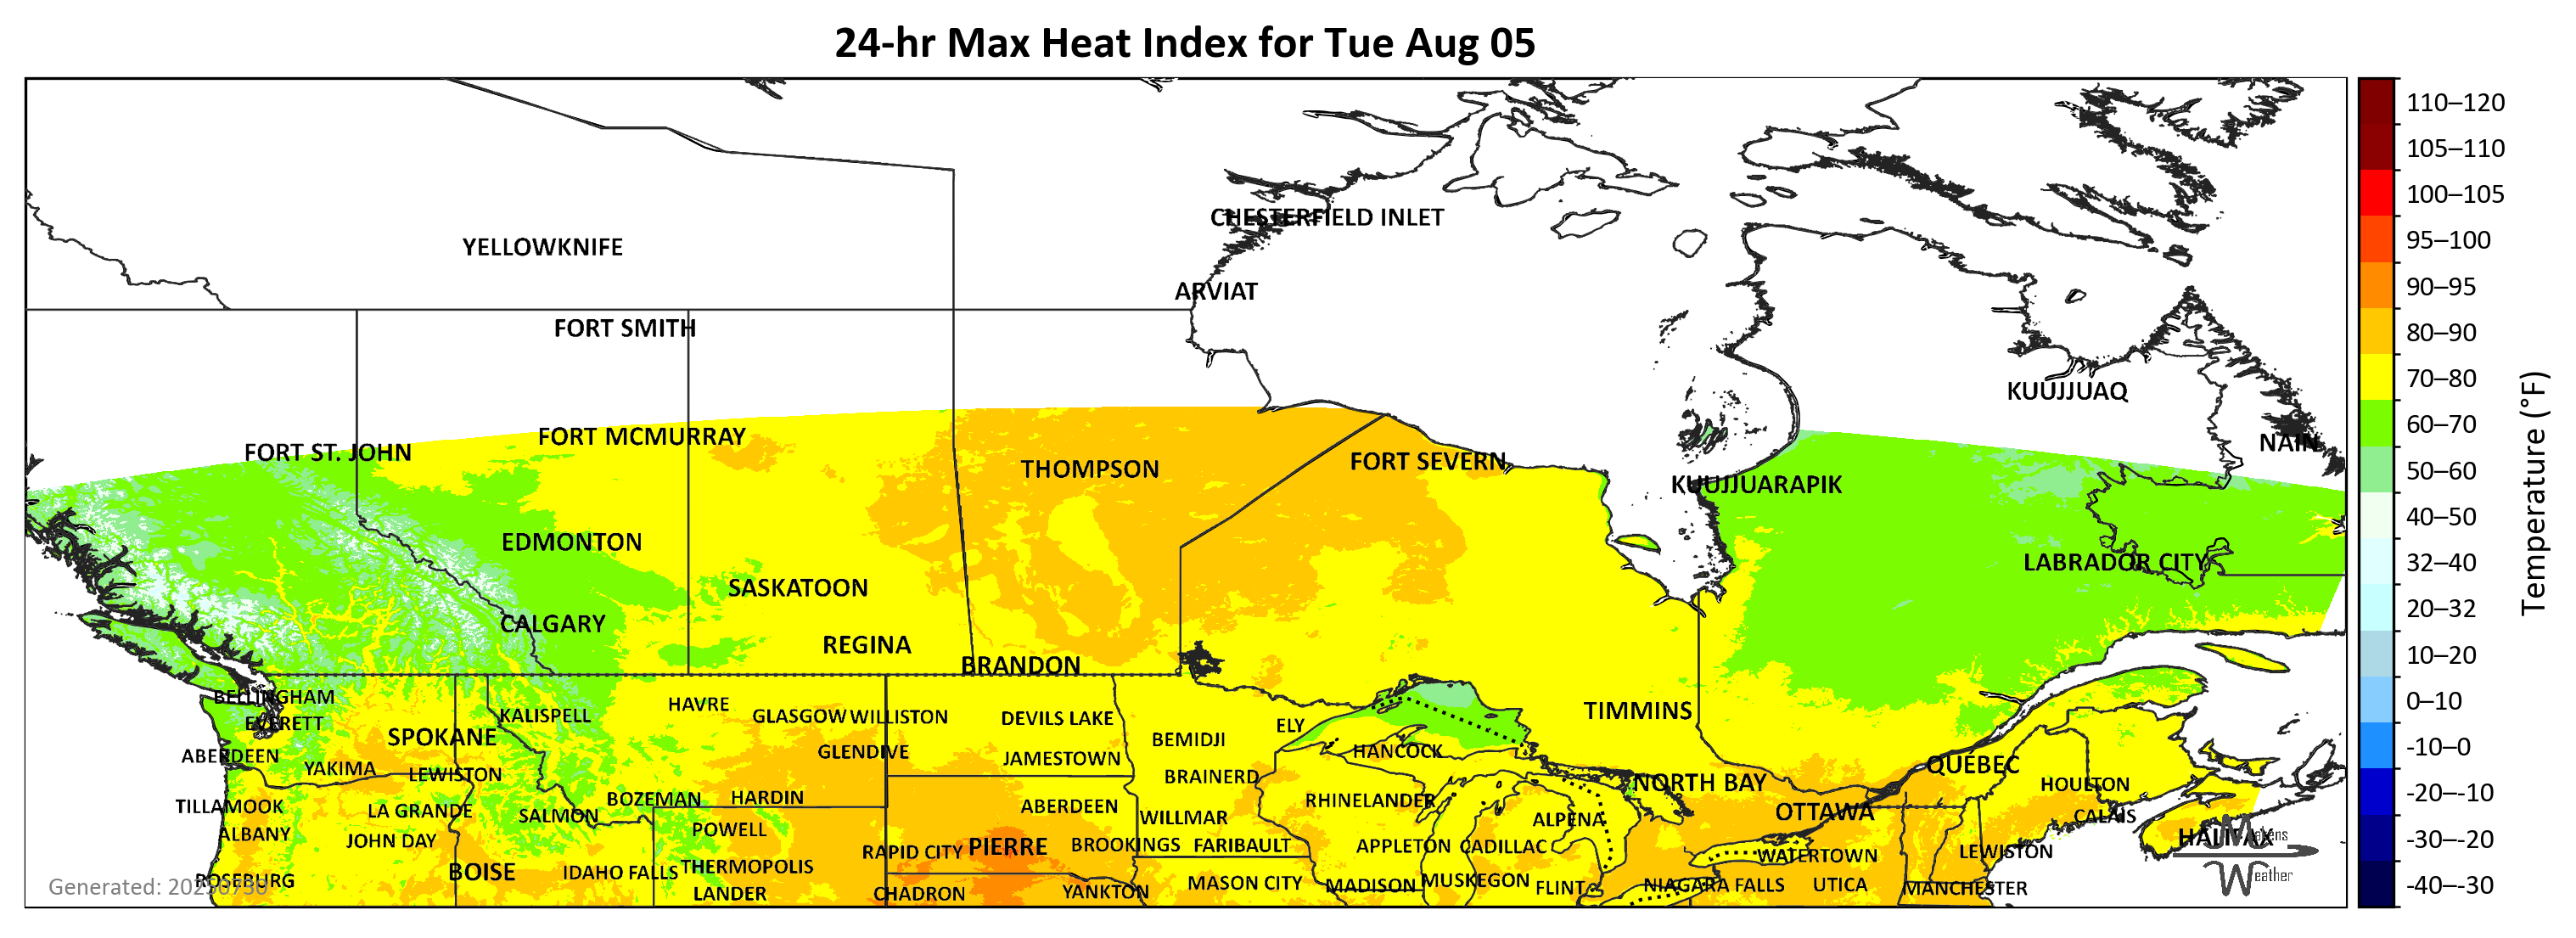 24-hr Max Heat Index for Tue Aug 05
110–120
105–110
CHESTERFIELD INLET
100–105
YELLOWKNIFE
95–100
ARVIAT
90–95
FORT SMITH
80–90
KUUJJUAQ
70–80
FORT ST. JOHN
FORT MCMURRAY
NAIN
60–70
THOMPSON
FORT SEVERN
KUUJJUARAPIK
50–60
Temperature (°F)
EDMONTON
40–50
LABRADOR CITY
32–40
SASKATOON
CALGARY
20–32
REGINA
BRANDON
10–20
BELLINGHAM
HAVRE
0–10
EVERETT
KALISPELL
GLASGOW
WILLISTON
DEVILS LAKE
ELY
TIMMINS
SPOKANE
BEMIDJI
-10–0
ABERDEEN
GLENDIVE
JAMESTOWN
HANCOCK
QUÉBEC
YAKIMA
LEWISTON
BRAINERD
NORTH BAY
HOULTON
-20–-10
TILLAMOOK
LA GRANDE
SALMON
BOZEMAN
HARDIN
ABERDEEN
WILLMAR
RHINELANDER
ALPENA
OTTAWA
CALAIS
ALBANY
JOHN DAY
POWELL
RAPID CITY
PIERRE
BROOKINGS
FARIBAULT
APPLETON
CADILLAC
WATERTOWN
LEWISTON
HALIFAX
Makens
Weather
-30–-20
ROSEBURG
BOISE
IDAHO FALLS
THERMOPOLIS
LANDER
CHADRON
YANKTON
MASON CITY
MADISON
MUSKEGON
FLINT
NIAGARA FALLS
UTICA
MANCHESTER
-40–-30
Generated: 20250730